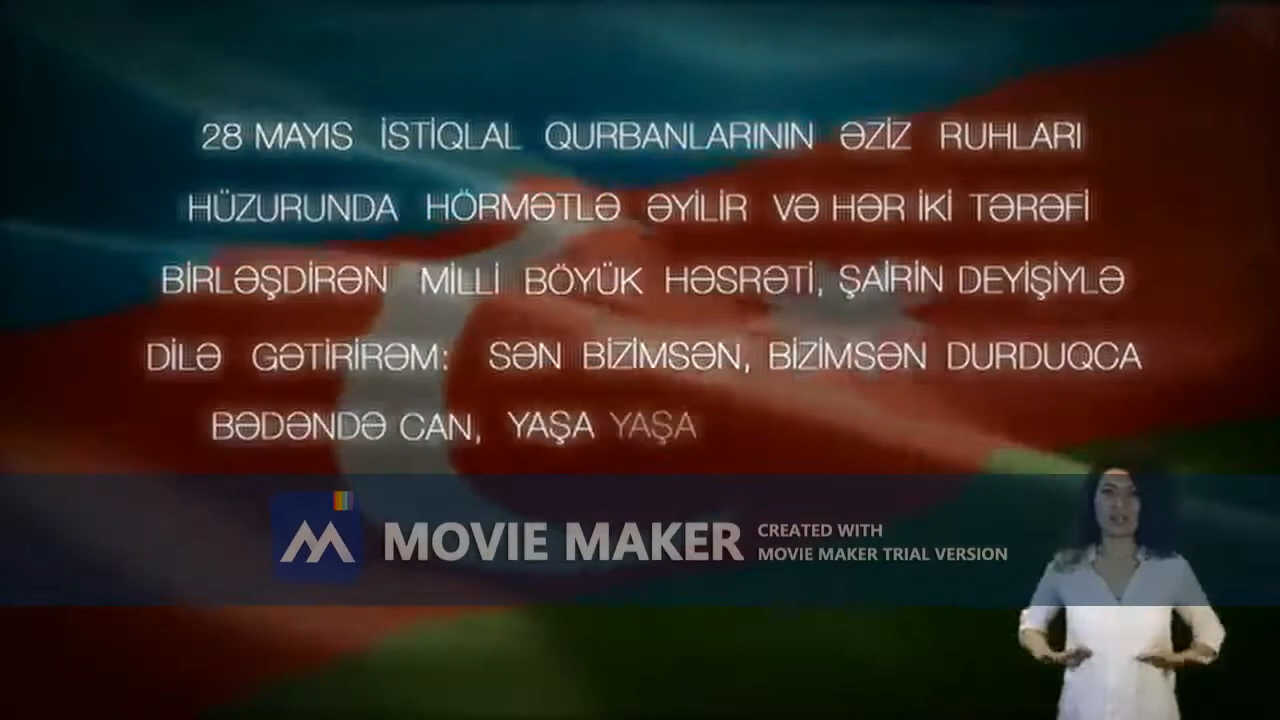 28 MAYIS İSTİQLAL QURBANLARININ ƏZİZ RUHLARI
HÜZURUNDA HÖRMƏTLƏ ƏYİLİR VƏ HƏR İKİ TƏRƏFİ
BİRLƏŞDİRƏN MİLLİ BÖYÜK HƏSRƏTİ, ŞAİRİN DEYİŞİYLƏ
DİLƏ GƏTİRİRƏM: SƏN BİZİMSƏN, BİZİMSƏN DURDUQCA
BƏDƏNDƏ CAN, YAŞA YAŞA
MOVIE MAKER
CREATED WITH
MOVIE MAKER TRIAL VERSION